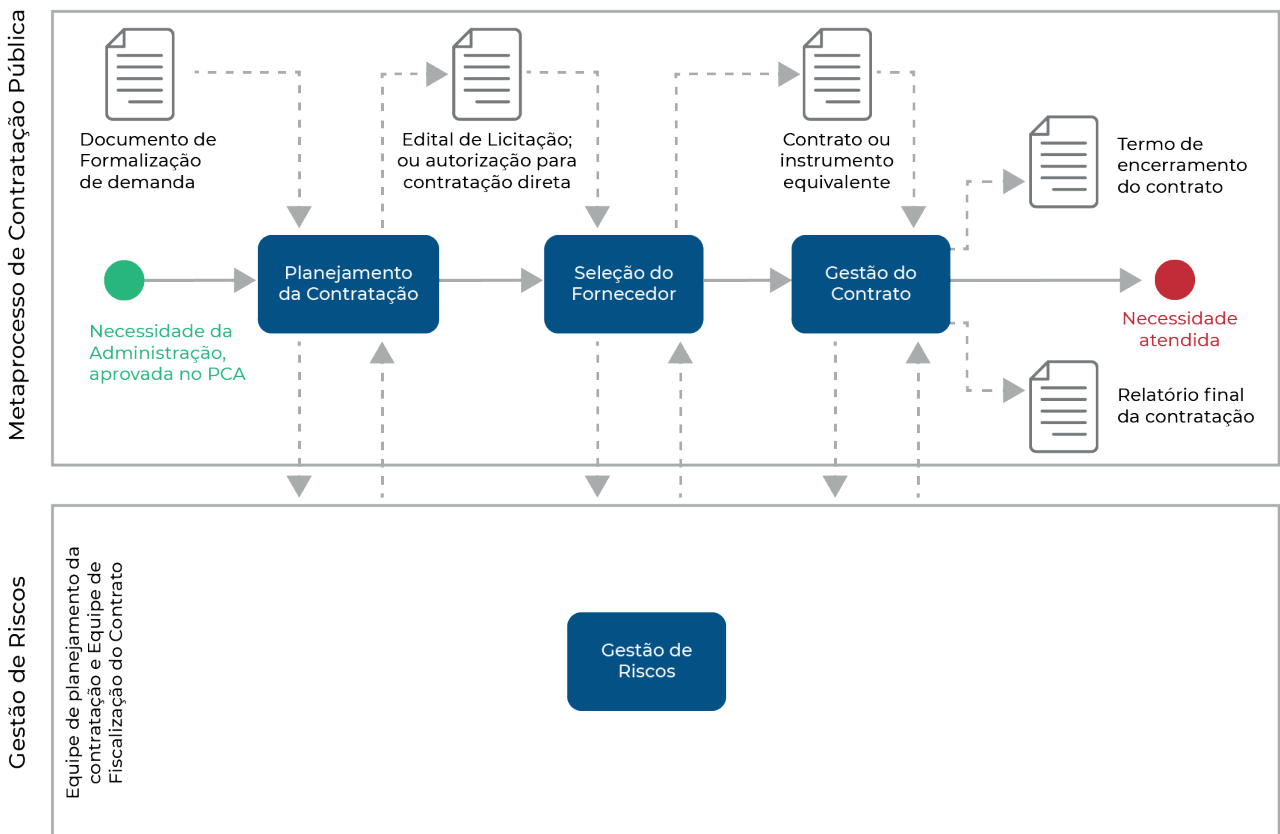 Metaprocesso de Contratação Pública
Documento de
Formalização
de demanda
Edital de Licitação;
ou autorização para
contratação direta
Contrato ou
instrumento
equivalente
Termo de
encerramento
do contrato
Planejamento
da Contratação
Seleção do
Fornecedor
Gestão do
Contrato
Necessidade da
Administração,
aprovada no PCA
Necessidade
atendida
Relatório final
da contratação
Gestão de Riscos
Equipe de planejamento da
contratação e Equipe de
Fiscalização do Contrato
Gestão de
Riscos